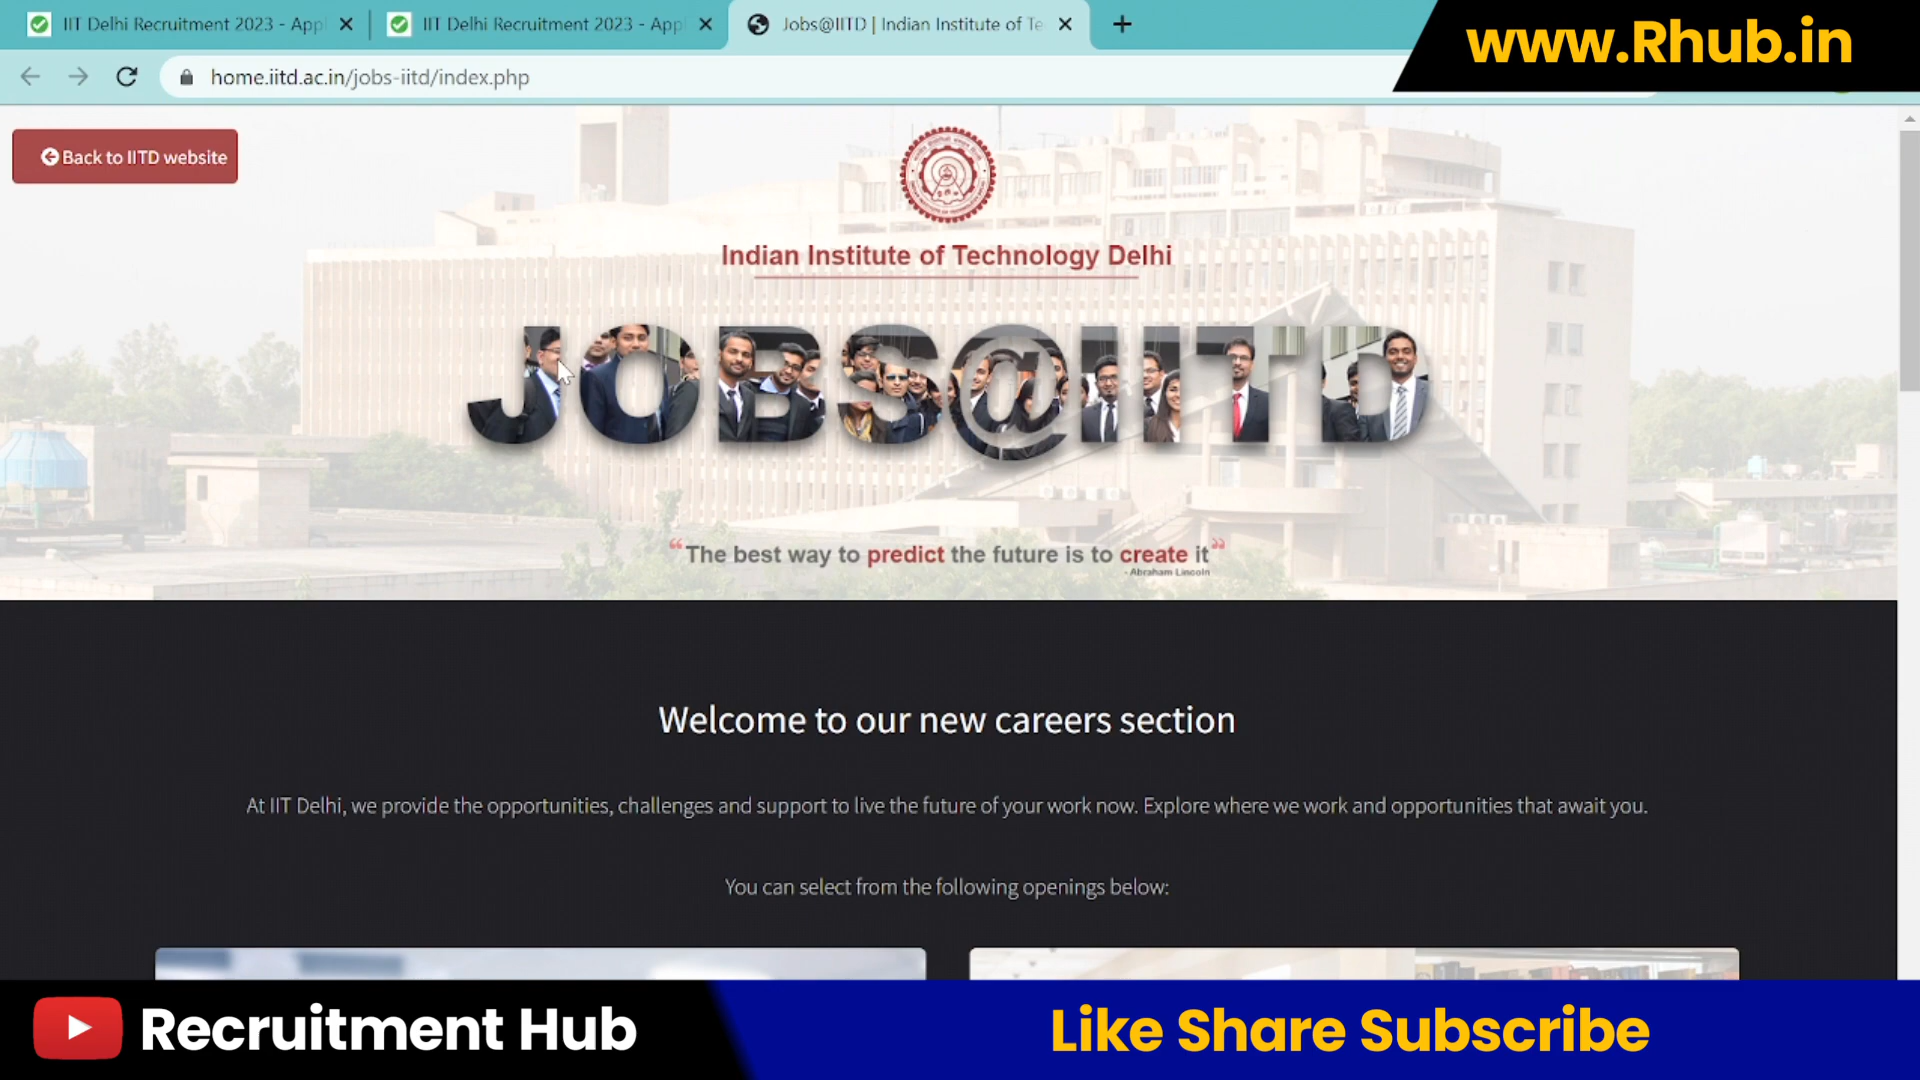 IIT Delhi Recruitment 2023 - Appl
IIT Delhi Recruitment 2023 - Appl
Jobs@IITD | Indian Institute of Te
www.Rhub.in
home.iitd.ac.in/jobs-iitd/index.php
Back to IITD website
Indian Institute of Technology Delhi
JOBS@IITD
“The best way to predict the future is to create it”
- Abraham Lincoln
Welcome to our new careers section
At IIT Delhi, we provide the opportunities, challenges and support to live the future of your work now. Explore where we work and opportunities that await you.
You can select from the following openings below:
Recruitment Hub
Like Share Subscribe